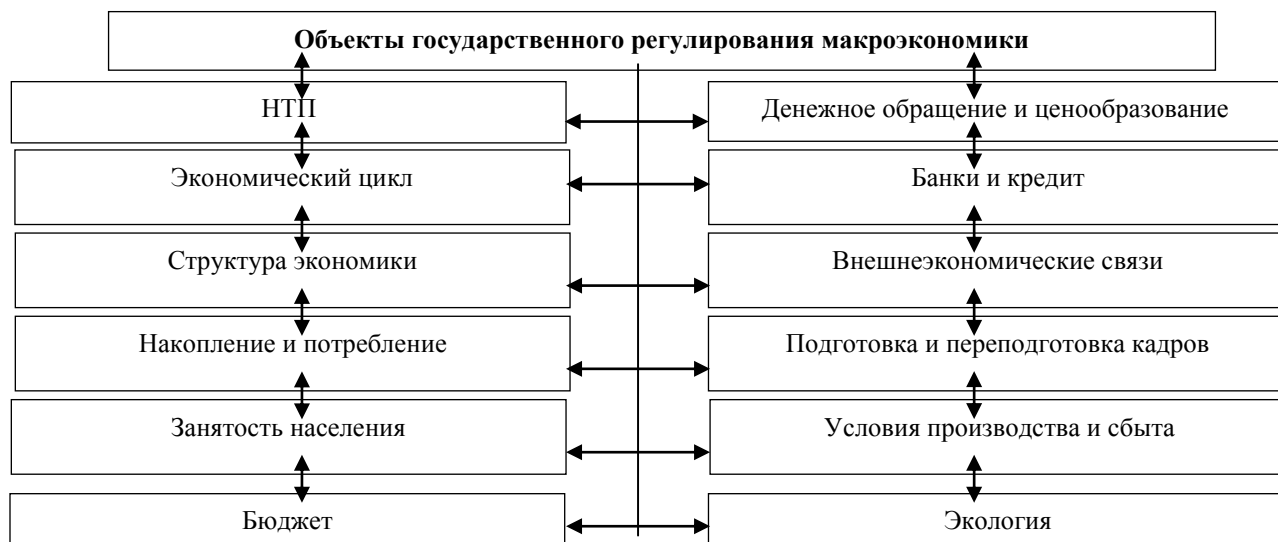 Объекты государственного регулирования макроэкономики
НТП
Денежное обращение и ценообразование
Экономический цикл
Банки и кредит
Структура экономики
Внешнеэкономические связи
Накопление и потребление
Подготовка и переподготовка кадров
Занятость населения
Условия производства и сбыта
Бюджет
Экология